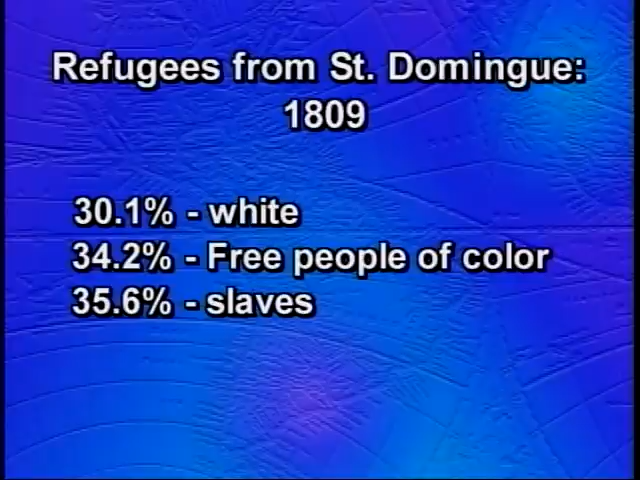 Refugees from St. Domingue:
1809
30.1% - white
34.2% - Free people of color
35.6% - slaves